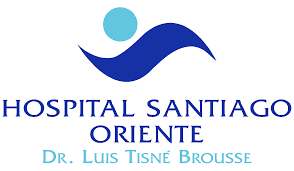 HOSPITAL SANTIAGO
ORIENTE
DR. LUIS TISNÉ BROUSSE